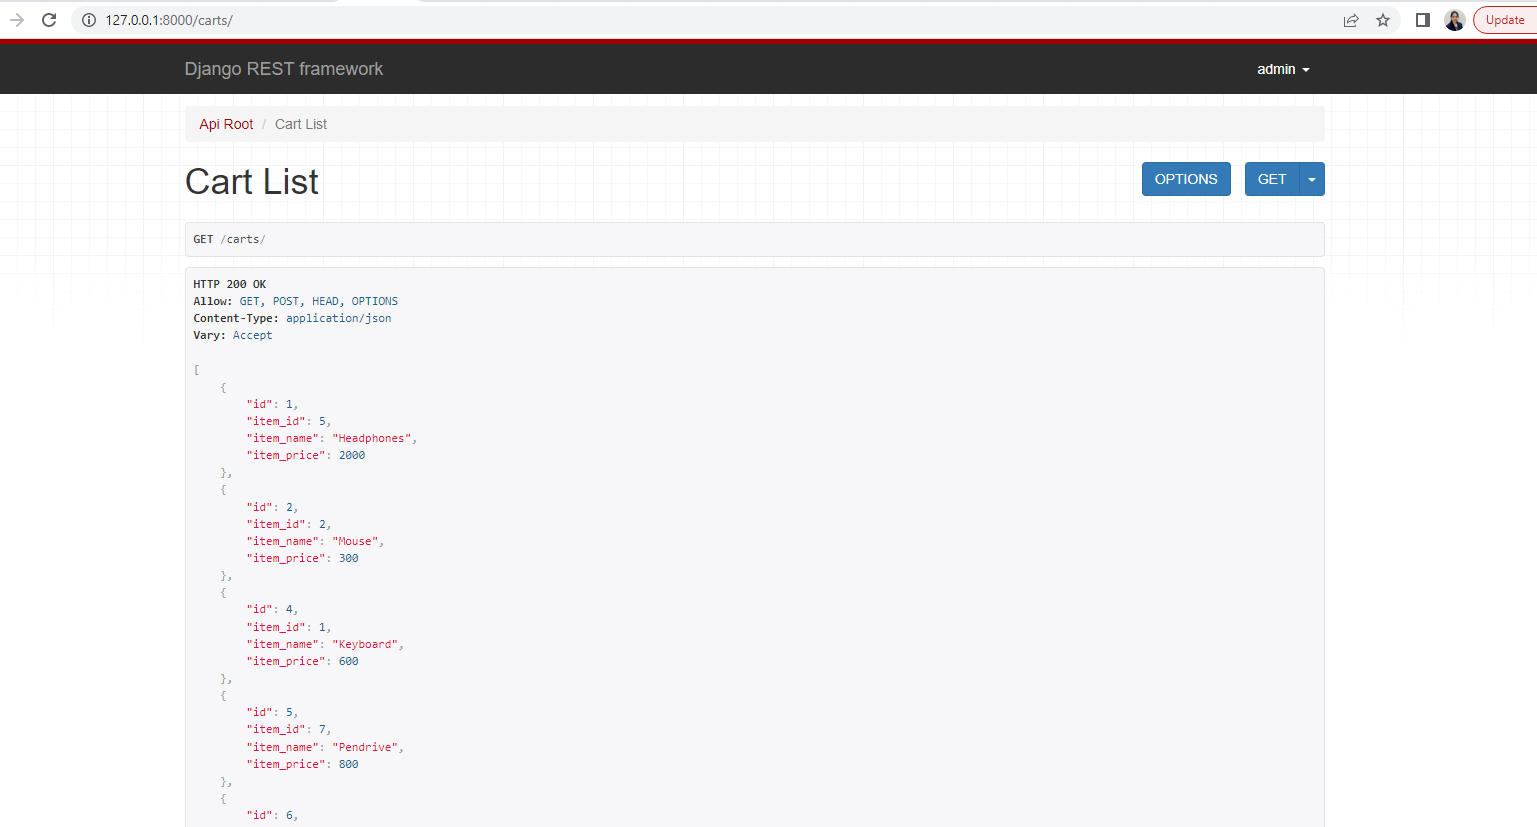 127.0.0.1:8000/carts/
Update
Django REST framework
admin
Api Root / Cart List
Cart List
OPTIONS
GET
GET /carts/
HTTP 200 OK
Allow: GET, POST, HEAD, OPTIONS
Content-Type: application/json
Vary: Accept
[
{
"id": 1,
"item_id": 5,
"item_name": "Headphones",
"item_price": 2000
},
{
"id": 2,
"item_id": 2,
"item_name": "Mouse",
"item_price": 300
},
{
"id": 4,
"item_id": 1,
"item_name": "Keyboard",
"item_price": 600
},
{
"id": 5,
"item_id": 7,
"item_name": "Pendrive",
"item_price": 800
},
{
"id": 6,